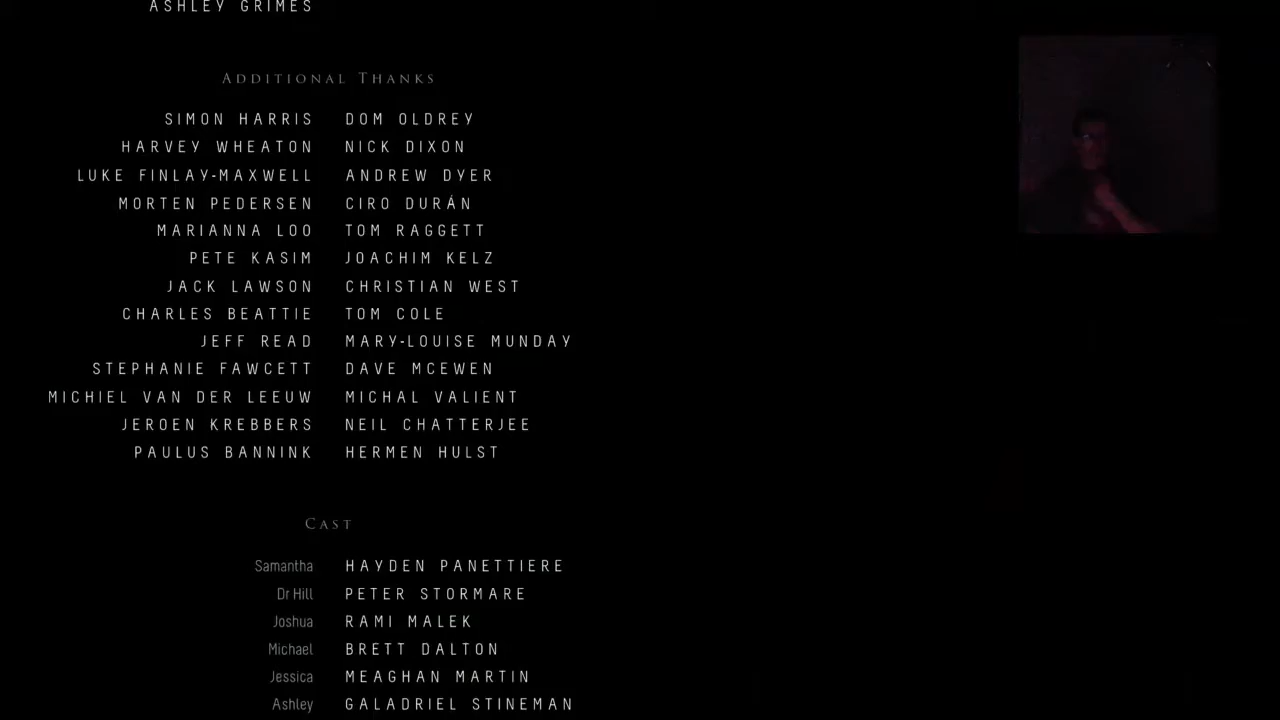 ASHLEY GRIMES
ADDITIONAL THANKS
SIMON HARRIS DOM OLDREY
HARVEY WHEATON NICK DIXON
LUKE FINLAY-MAXWELL ANDREW DYER
MORTEN PEDERSEN CIRO DURÁN
MARIANNA LOO TOM RAGGETT
PETE KASIM JOACHIM KELZ
JACK LAWSON CHRISTIAN WEST
CHARLES BEATTIE TOM COLE
JEFF READ MARY-LOUISE MUNDAY
STEPHANIE FAWCETT DAVE MCEWEN
MICHIEL VAN DER LEEUW MICHAL VALIENT
JEROEN KREBBERS NEIL CHATTERJEE
PAULUS BANNINK HERMEN HULST
CAST
Samantha HAYDEN PANETTIERE
Dr Hill PETER STORMARE
Joshua RAMI MALEK
Michael BRETT DALTON
Jessica MEAGHAN MARTIN
Ashley GALADRIEL STINEMAN